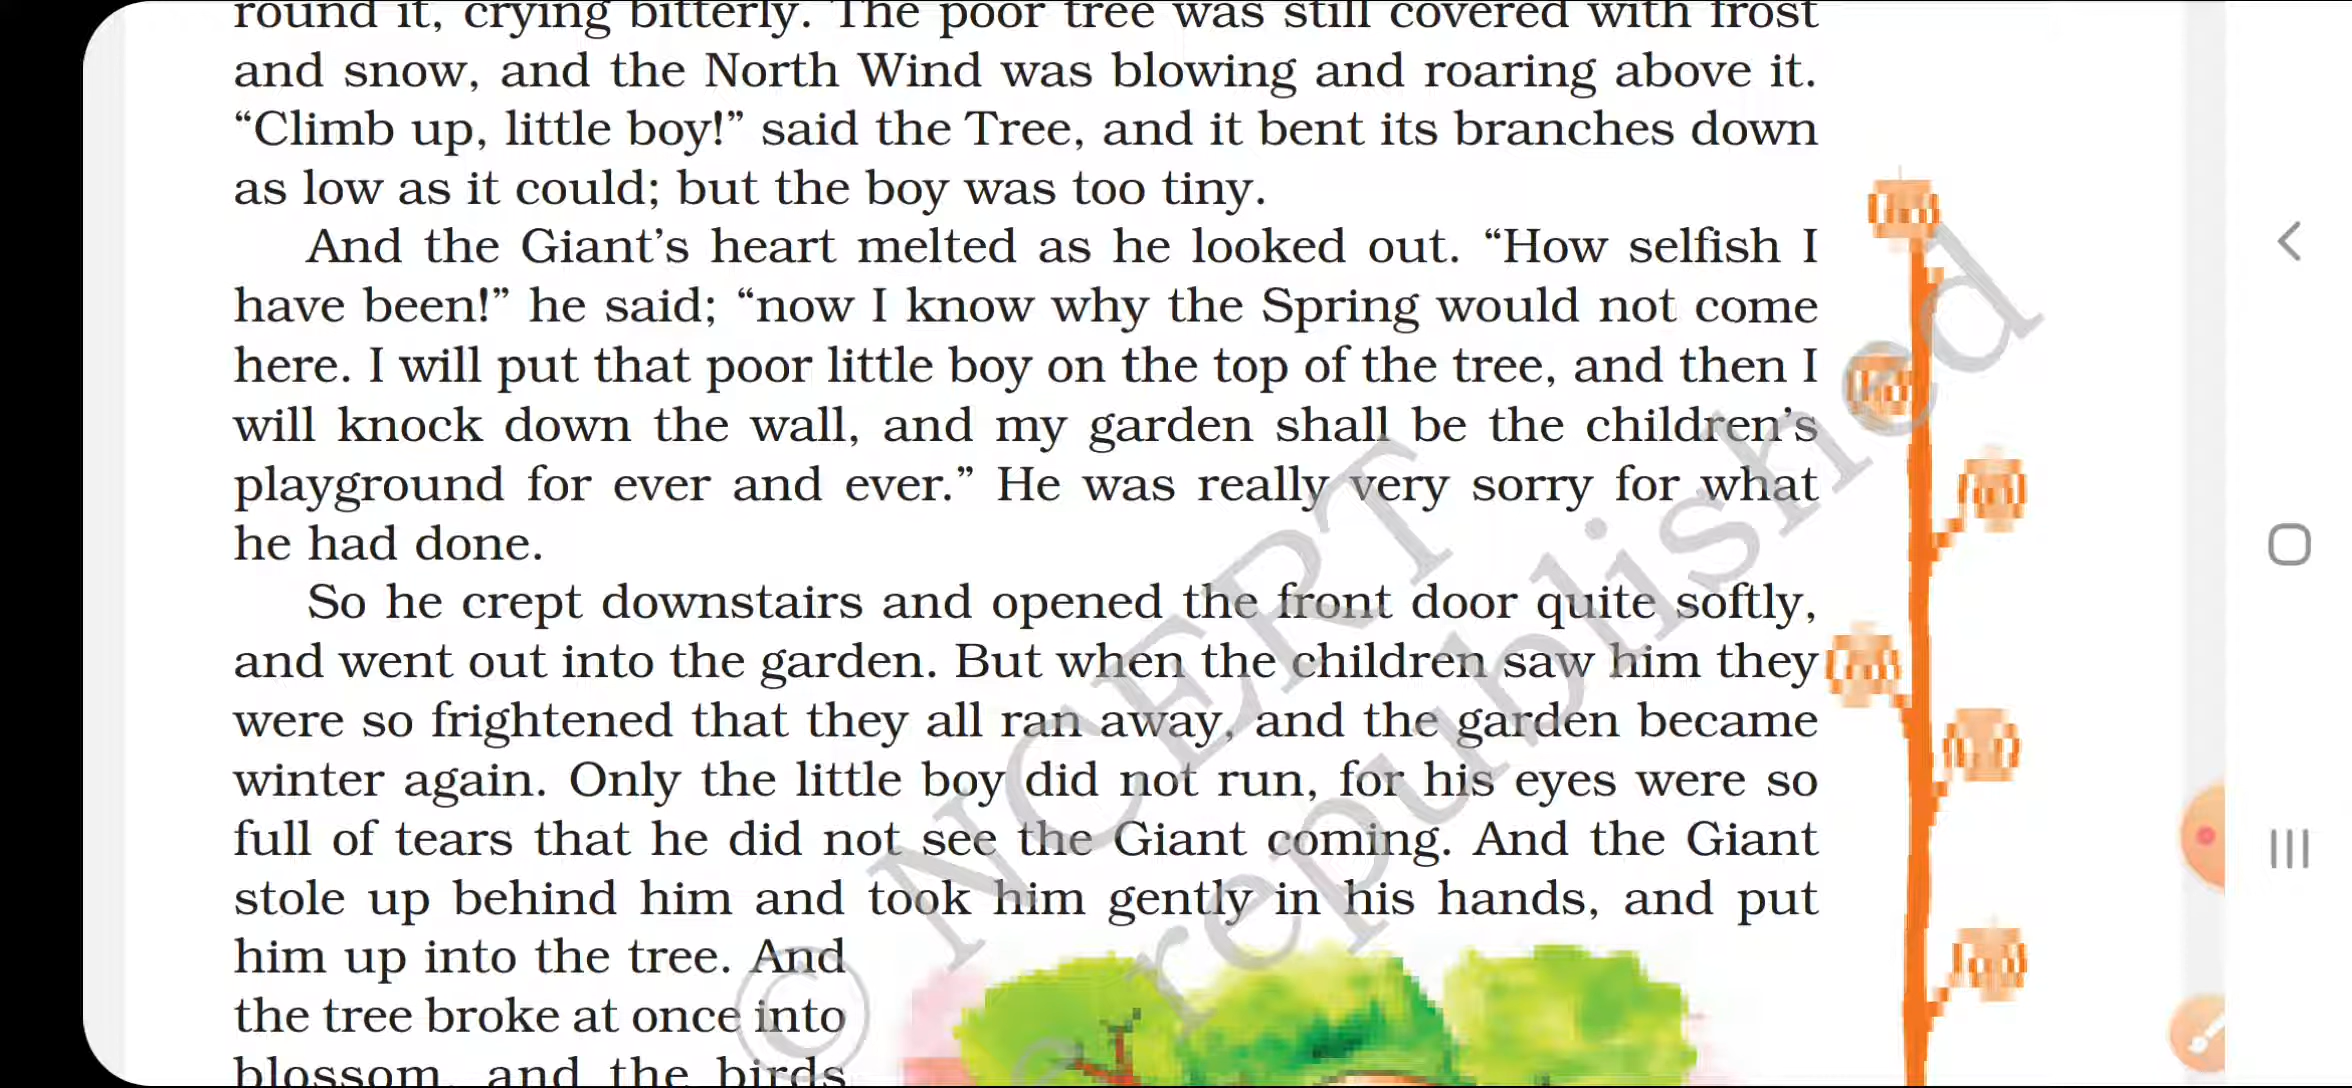 round it, crying bitterly. The poor tree was still covered with frost
and snow, and the North Wind was blowing and roaring above it.
“Climb up, little boy!” said the Tree, and it bent its branches down
as low as it could; but the boy was too tiny.
And the Giant’s heart melted as he looked out. “How selfish I
have been!” he said; “now I know why the Spring would not come
here. I will put that poor little boy on the top of the tree, and then I
will knock down the wall, and my garden shall be the children’s
playground for ever and ever.” He was really very sorry for what
he had done.
So he crept downstairs and opened the front door quite softly,
and went out into the garden. But when the children saw him they
were so frightened that they all ran away, and the garden became
winter again. Only the little boy did not run, for his eyes were so
full of tears that he did not see the Giant coming. And the Giant
stole up behind him and took him gently in his hands, and put
him up into the tree. And
the tree broke at once into
blossom, and the birds
© NCERT
republished